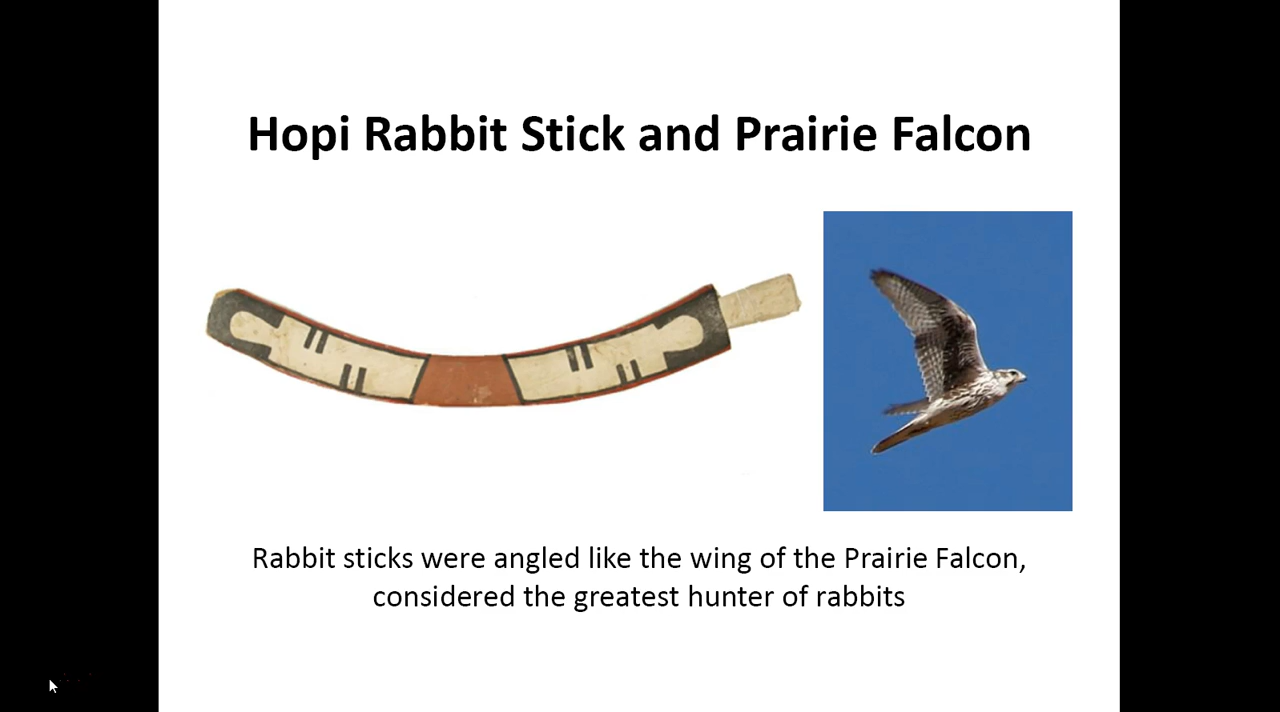 Hopi Rabbit Stick and Prairie Falcon
Rabbit sticks were angled like the wing of the Prairie Falcon,
considered the greatest hunter of rabbits